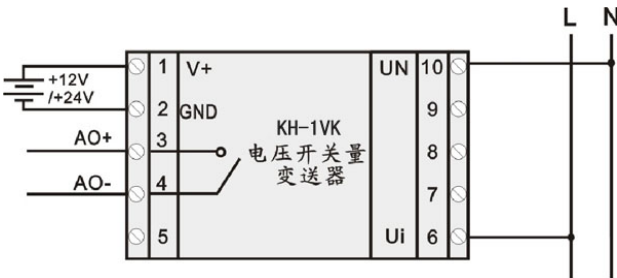 L N
1 V+ UN 10
+12V
/+24V
2 GND 9
AO+ 3 KH-1VK 8
电压开关量
变送器
AO- 4 7
5 Ui 6